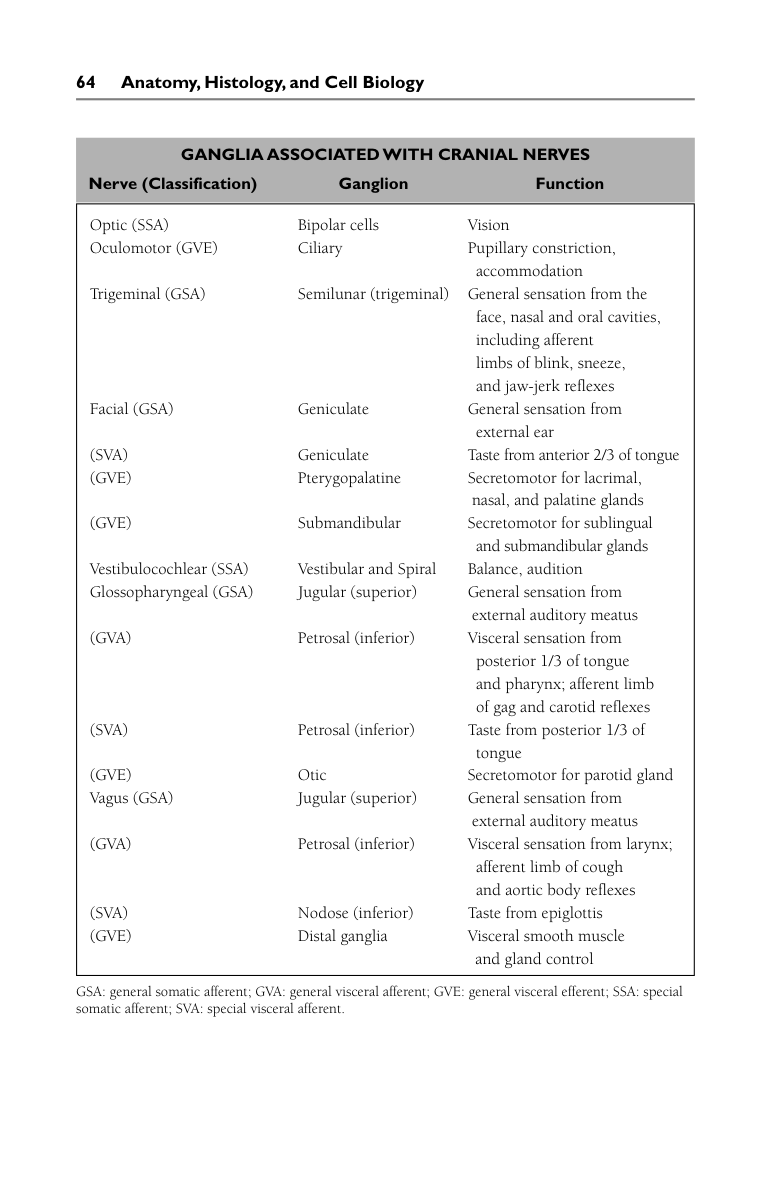 64 Anatomy, Histology, and Cell Biology
GANGLIA ASSOCIATED WITH CRANIAL NERVES
Nerve (Classification) Ganglion Function
Optic (SSA) Bipolar cells Vision
Oculomotor (GVE) Ciliary Pupillary constriction,
accommodation
Trigeminal (GSA) Semilunar (trigeminal) General sensation from the
face, nasal and oral cavities,
including afferent
limbs of blink, sneeze,
and jaw-jerk reflexes
Facial (GSA) Geniculate General sensation from
external ear
(SVA) Geniculate Taste from anterior 2/3 of tongue
(GVE) Pterygopalatine Secretomotor for lacrimal,
nasal, and palatine glands
(GVE) Submandibular Secretomotor for sublingual
and submandibular glands
Vestibulocochlear (SSA) Vestibular and Spiral Balance, audition
Glossopharyngeal (GSA) Jugular (superior) General sensation from
external auditory meatus
(GVA) Petrosal (inferior) Visceral sensation from
posterior 1/3 of tongue
and pharynx; afferent limb
of gag and carotid reflexes
(SVA) Petrosal (inferior) Taste from posterior 1/3 of
tongue
(GVE) Otic Secretomotor for parotid gland
Vagus (GSA) Jugular (superior) General sensation from
external auditory meatus
(GVA) Petrosal (inferior) Visceral sensation from larynx;
afferent limb of cough
and aortic body reflexes
(SVA) Nodose (inferior) Taste from epiglottis
(GVE) Distal ganglia Visceral smooth muscle
and gland control
GSA: general somatic afferent; GVA: general visceral afferent; GVE: general visceral efferent; SSA: special
somatic afferent; SVA: special visceral afferent.